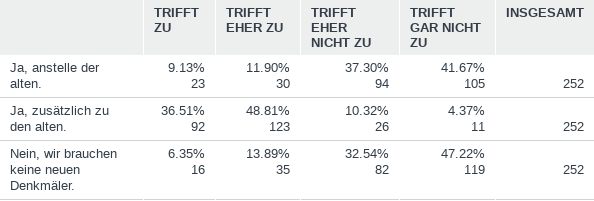 TRIFFT ZU TRIFFT EHER ZU TRIFFT EHER NICHT ZU TRIFFT GAR NICHT ZU INSGESAMT
Ja, anstelle der 9.13% 11.90% 37.30% 41.67%
alten. 23 30 94 105 252
Ja, zusätzlich zu 36.51% 48.81% 10.32% 4.37%
den alten. 92 123 26 11 252
Nein, wir brauchen 6.35% 13.89% 32.54% 47.22%
keine neuen 16 35 82 119 252
Denkmäler.